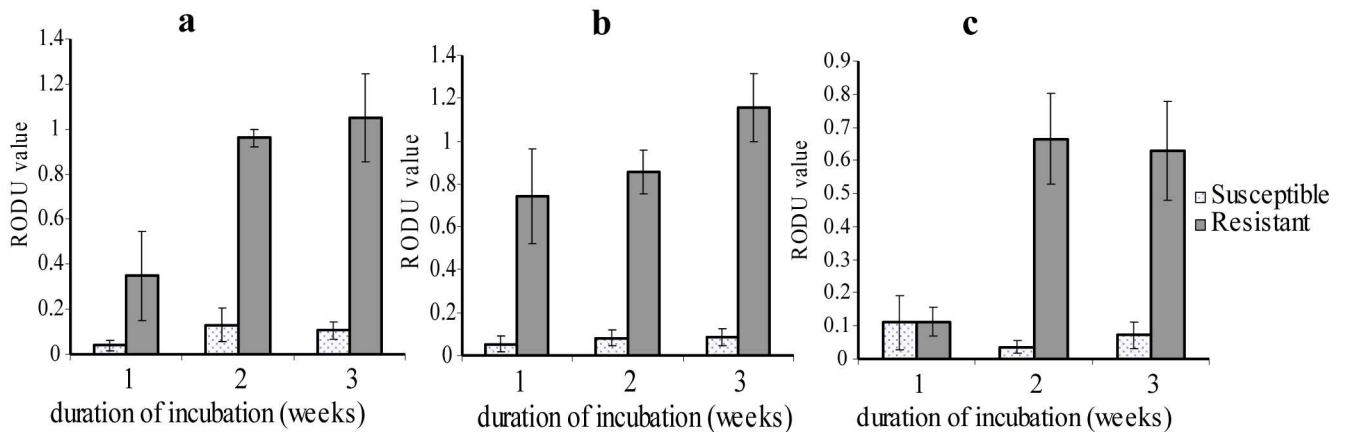 a
1.4
1.2
1
0.8
0.6
0.4
0.2
0
RODU value
1 2 3
duration of incubation (weeks)
b
1.4
1.2
1
0.8
0.6
0.4
0.2
0
RODU value
1 2 3
duration of incubation (weeks)
c
0.9
0.8
0.7
0.6
0.5
0.4
0.3
0.2
0.1
0
RODU value
1 2 3
duration of incubation (weeks)
Susceptible
Resistant